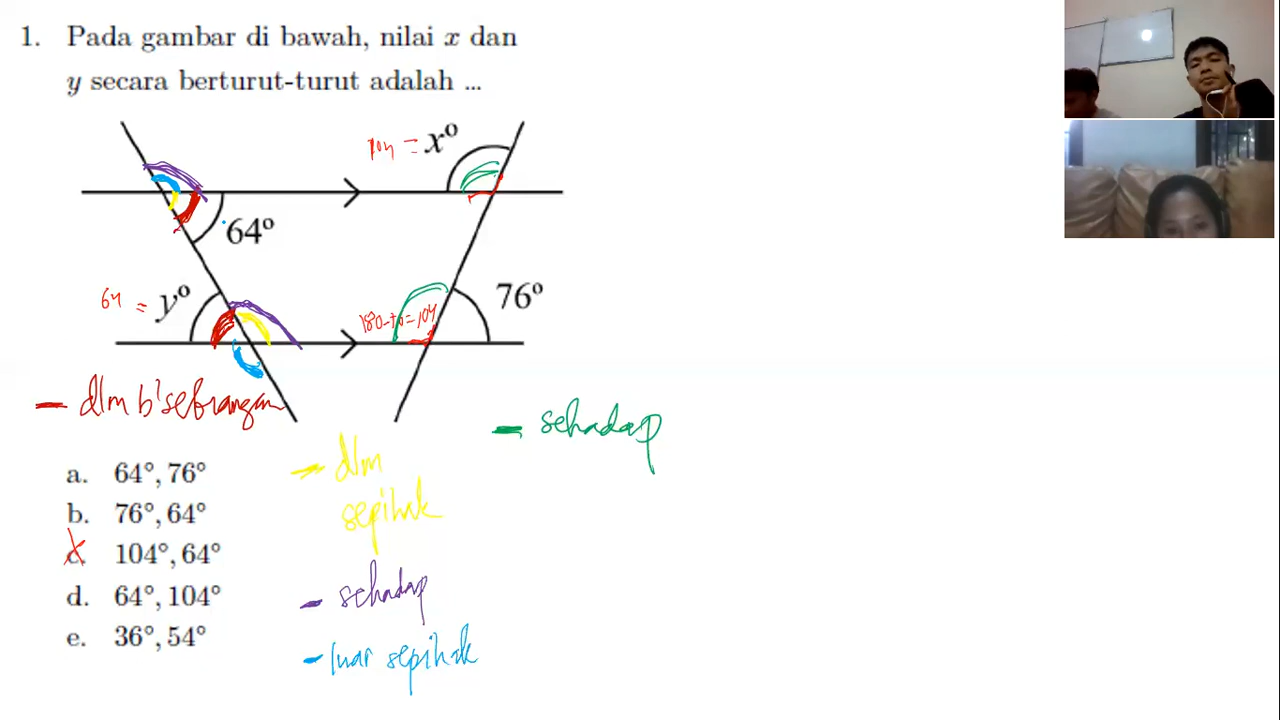 1. Pada gambar di bawah, nilai x dan
y secara berturut-turut adalah ...
104 = x°
64°
64 = y°
180-76=104
76°
- dlm b'sebrangan
- sehadap
a. 64°, 76°
b. 76°, 64°
c. 104°, 64°
d. 64°, 104°
e. 36°, 54°
- dlm
sepihak
- sehadap
- luar sepihak